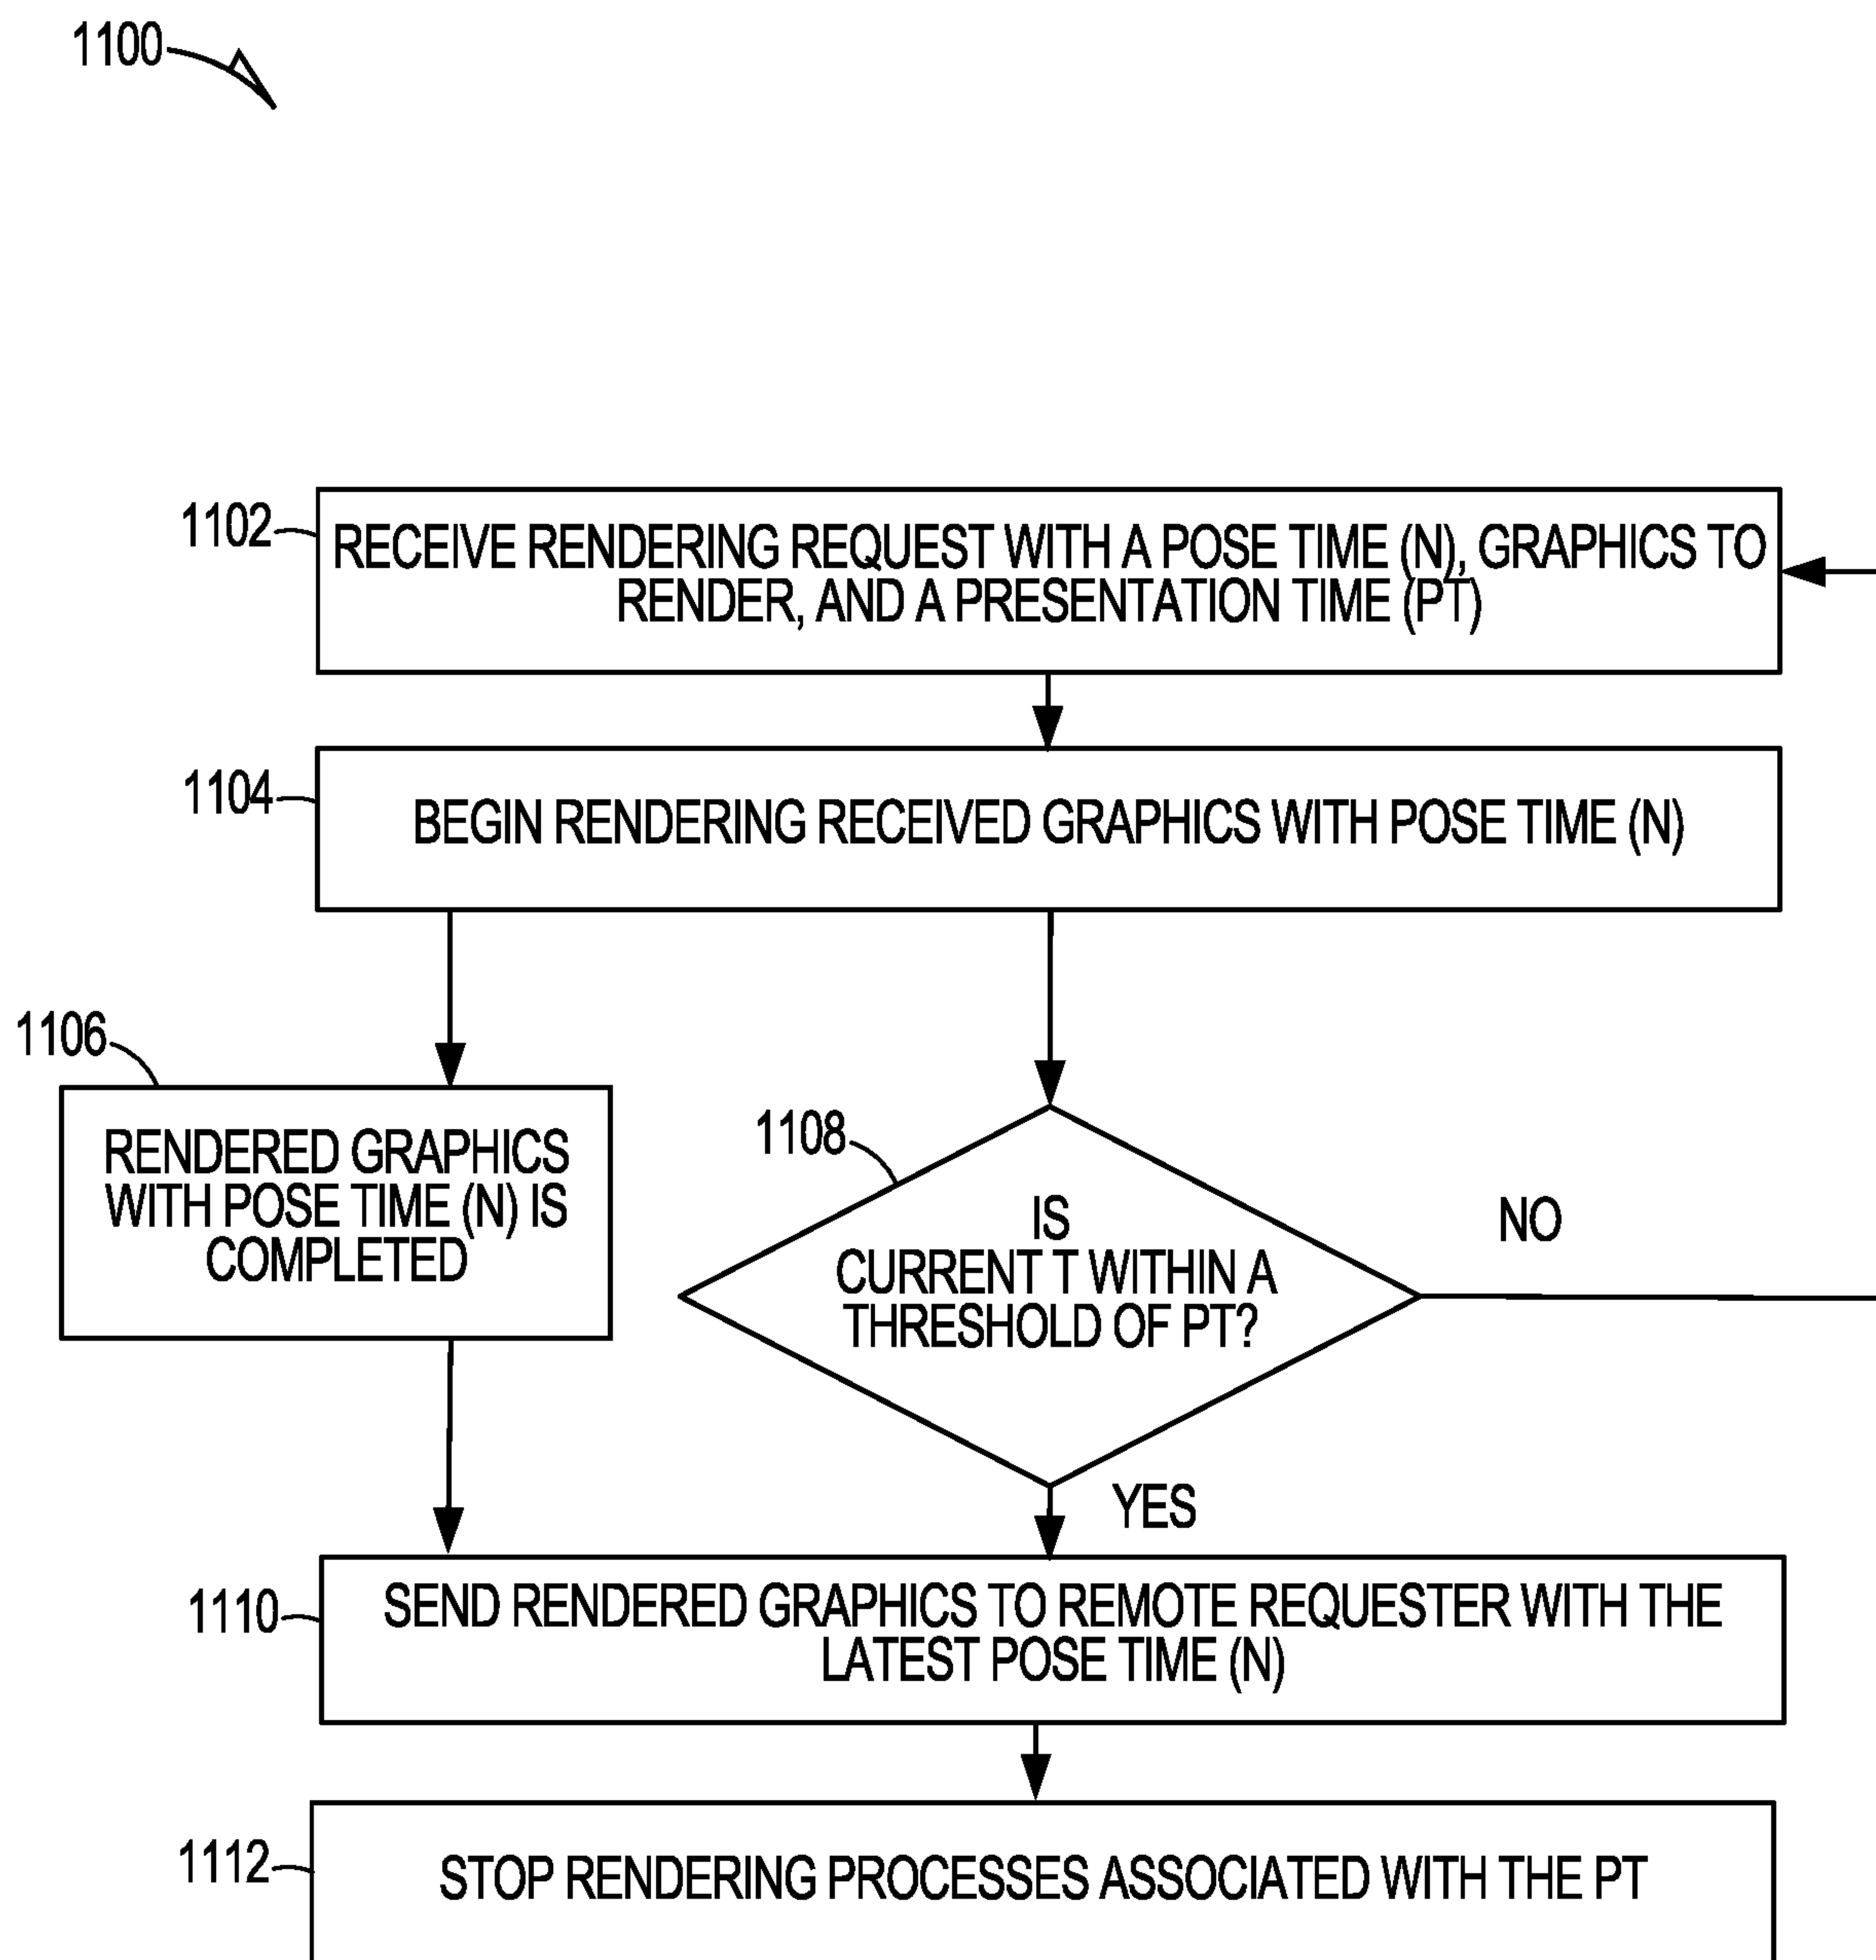 1100
1102
RECEIVE RENDERING REQUEST WITH A POSE TIME (N), GRAPHICS TO
RENDER, AND A PRESENTATION TIME (PT)
1104
BEGIN RENDERING RECEIVED GRAPHICS WITH POSE TIME (N)
1106
RENDERED GRAPHICS
WITH POSE TIME (N) IS
COMPLETED
1108
IS
CURRENT T WITHIN A
THRESHOLD OF PT?
NO
YES
1110
SEND RENDERED GRAPHICS TO REMOTE REQUESTER WITH THE
LATEST POSE TIME (N)
1112
STOP RENDERING PROCESSES ASSOCIATED WITH THE PT